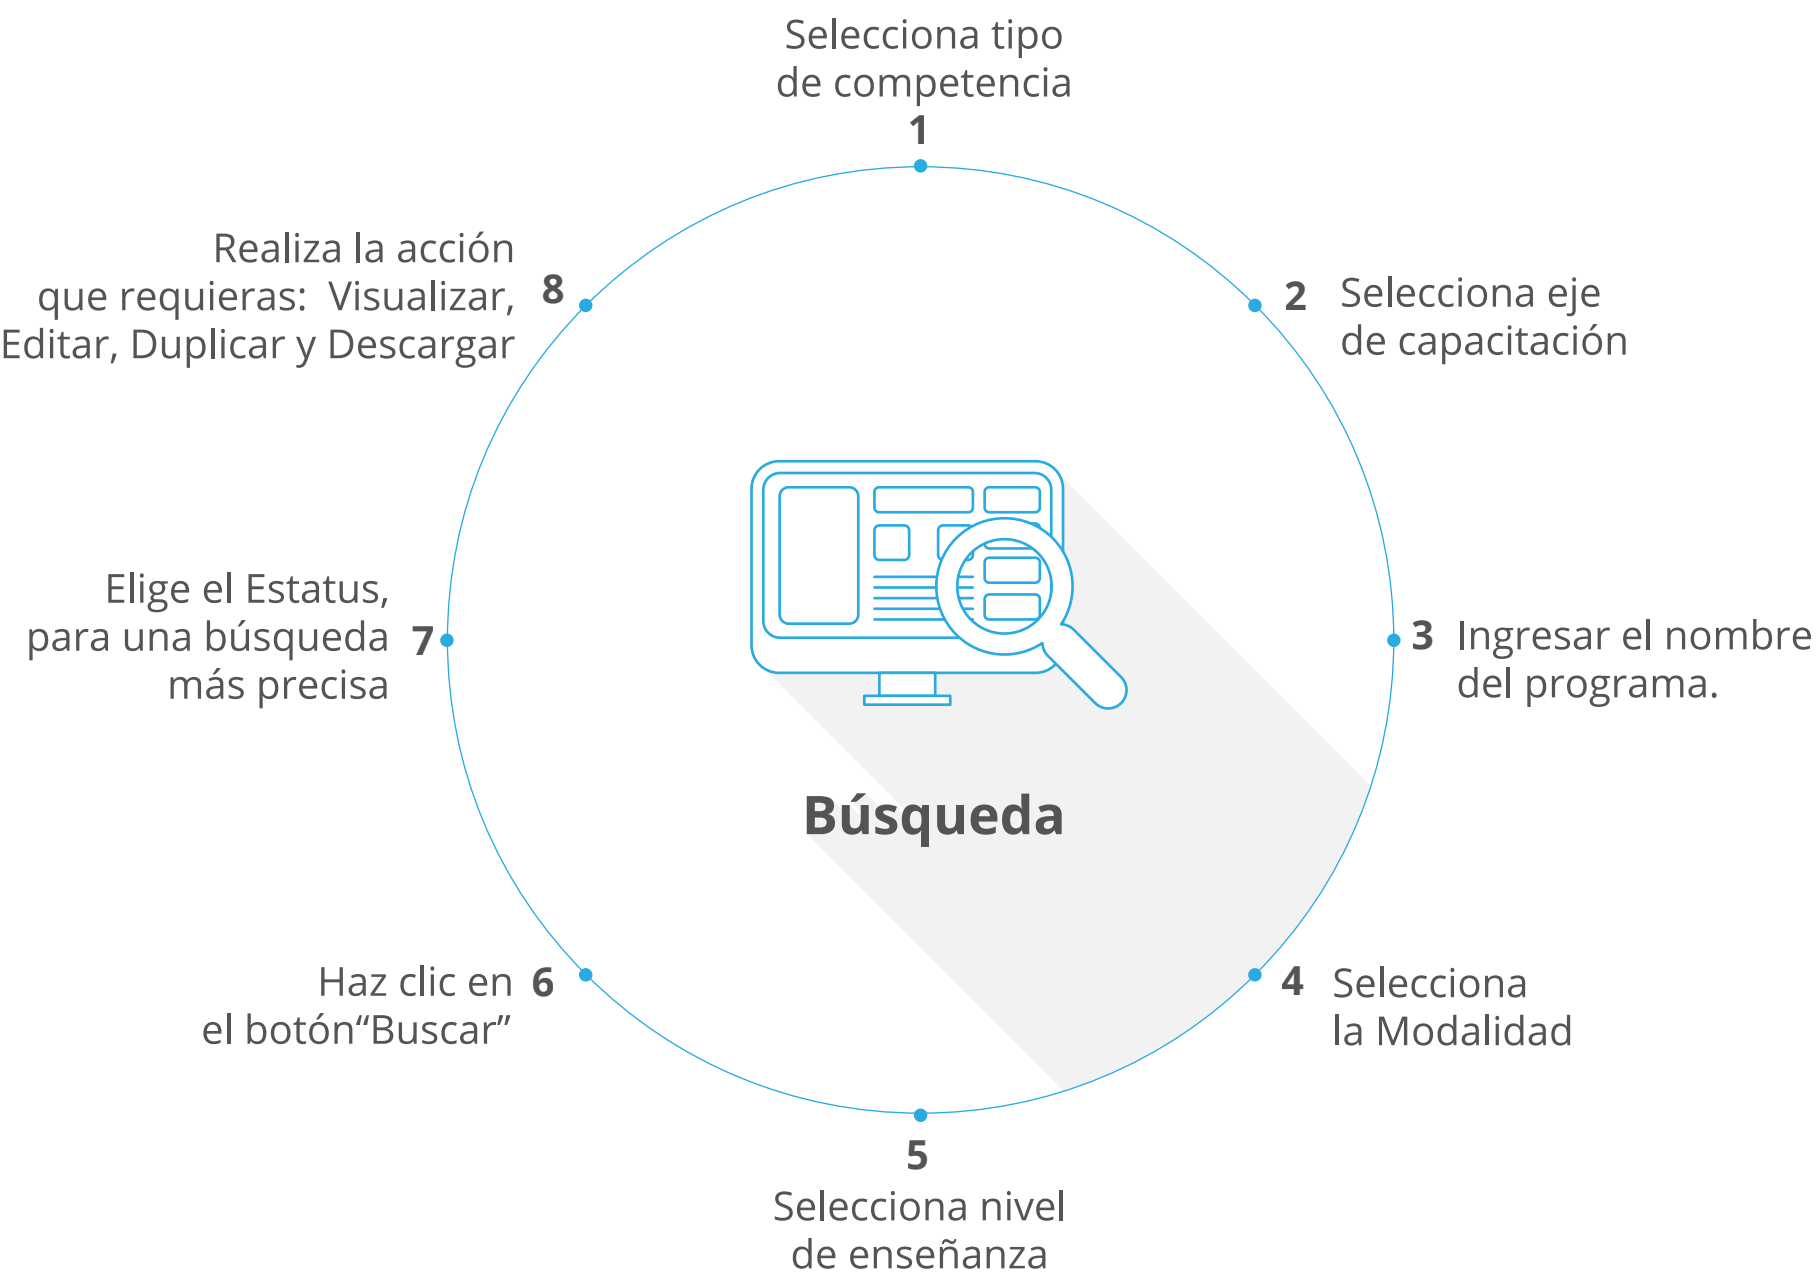 Selecciona tipo
de competencia
1
2 Selecciona eje
de capacitación
3 Ingresar el nombre
del programa.
4 Selecciona
la Modalidad
5
Selecciona nivel
de enseñanza
Haz clic en 6
el botón“Buscar”
Elige el Estatus,
para una búsqueda 7
más precisa
Realiza la acción
que requieras:  Visualizar, 8
Editar, Duplicar y Descargar
Búsqueda